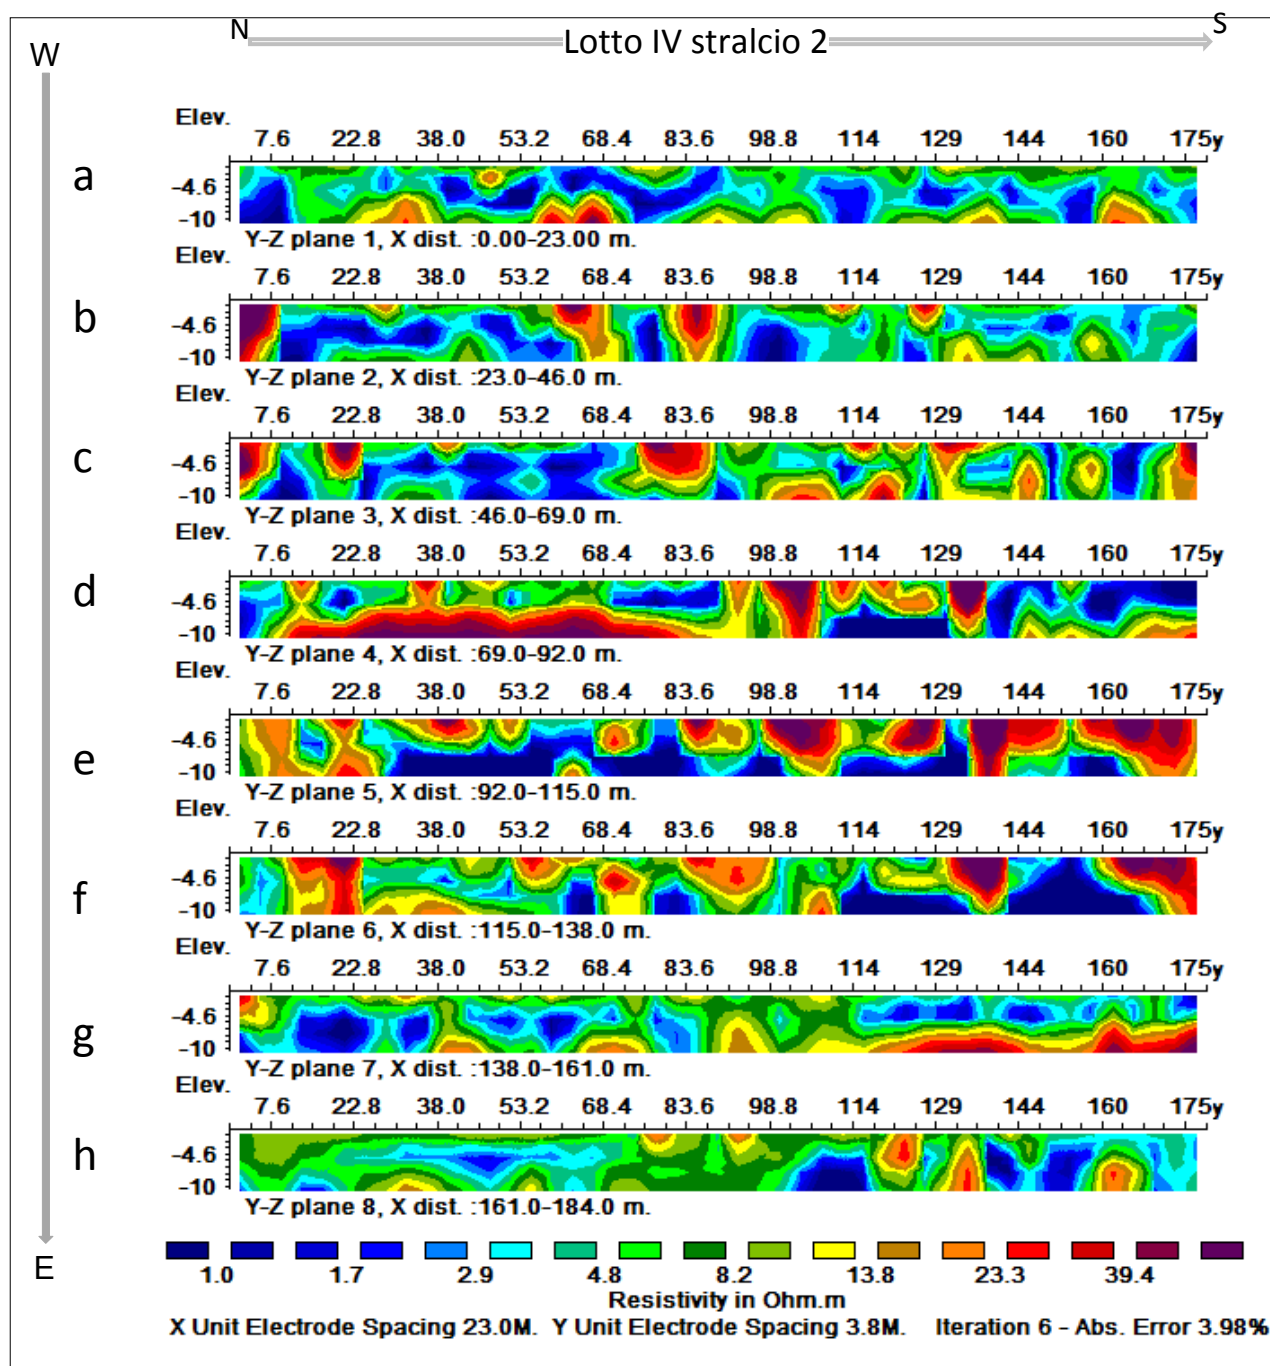 N Lotto IV stralcio 2 S
W
Elev.
7.6 22.8 38.0 53.2 68.4 83.6 98.8 114 129 144 160 175y
a
-4.6
-10
Y-Z plane 1, X dist. :0.00-23.00 m.
Elev.
7.6 22.8 38.0 53.2 68.4 83.6 98.8 114 129 144 160 175y
b
-4.6
-10
Y-Z plane 2, X dist. :23.0-46.0 m.
Elev.
7.6 22.8 38.0 53.2 68.4 83.6 98.8 114 129 144 160 175y
c
-4.6
-10
Y-Z plane 3, X dist. :46.0-69.0 m.
Elev.
7.6 22.8 38.0 53.2 68.4 83.6 98.8 114 129 144 160 175y
d
-4.6
-10
Y-Z plane 4, X dist. :69.0-92.0 m.
Elev.
7.6 22.8 38.0 53.2 68.4 83.6 98.8 114 129 144 160 175y
-4.6
e
-10
Y-Z plane 5, X dist. :92.0-115.0 m.
Elev.
7.6 22.8 38.0 53.2 68.4 83.6 98.8 114 129 144 160 175y
-4.6
f
-10
Y-Z plane 6, X dist. :115.0-138.0 m.
Elev.
7.6 22.8 38.0 53.2 68.4 83.6 98.8 114 129 144 160 175y
-4.6
g
-10
Y-Z plane 7, X dist. :138.0-161.0 m.
Elev.
7.6 22.8 38.0 53.2 68.4 83.6 98.8 114 129 144 160 175y
h
-4.6
-10
Y-Z plane 8, X dist. :161.0-184.0 m.
E
1.0 1.7 2.9 4.8 8.2 13.8 23.3 39.4
Resistivity in Ohm.m
X Unit Electrode Spacing 23.0M. Y Unit Electrode Spacing 3.8M. Iteration 6 - Abs. Error 3.98%